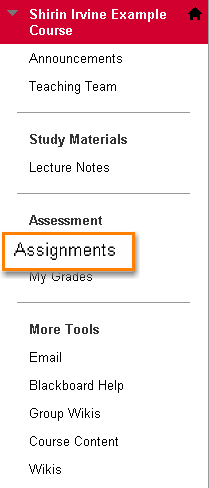 Shirin Irvine Example
Course
Announcements
Teaching Team
Study Materials
Lecture Notes
Assessment
Assignments
My Grades
More Tools
Email
Blackboard Help
Group Wikis
Course Content
Wikis